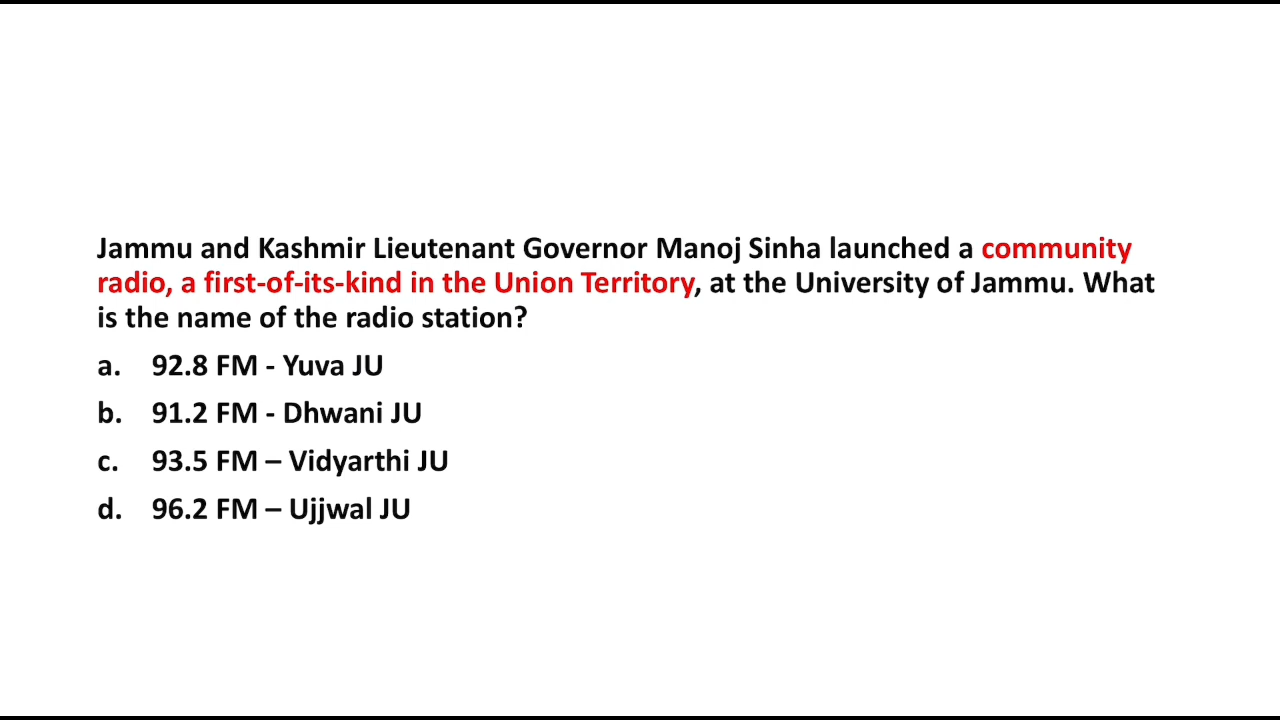 Jammu and Kashmir Lieutenant Governor Manoj Sinha launched a community
radio, a first-of-its-kind in the Union Territory, at the University of Jammu. What
is the name of the radio station?
a. 92.8 FM - Yuva JU
b. 91.2 FM - Dhwani JU
c. 93.5 FM – Vidyarthi JU
d. 96.2 FM – Ujjwal JU